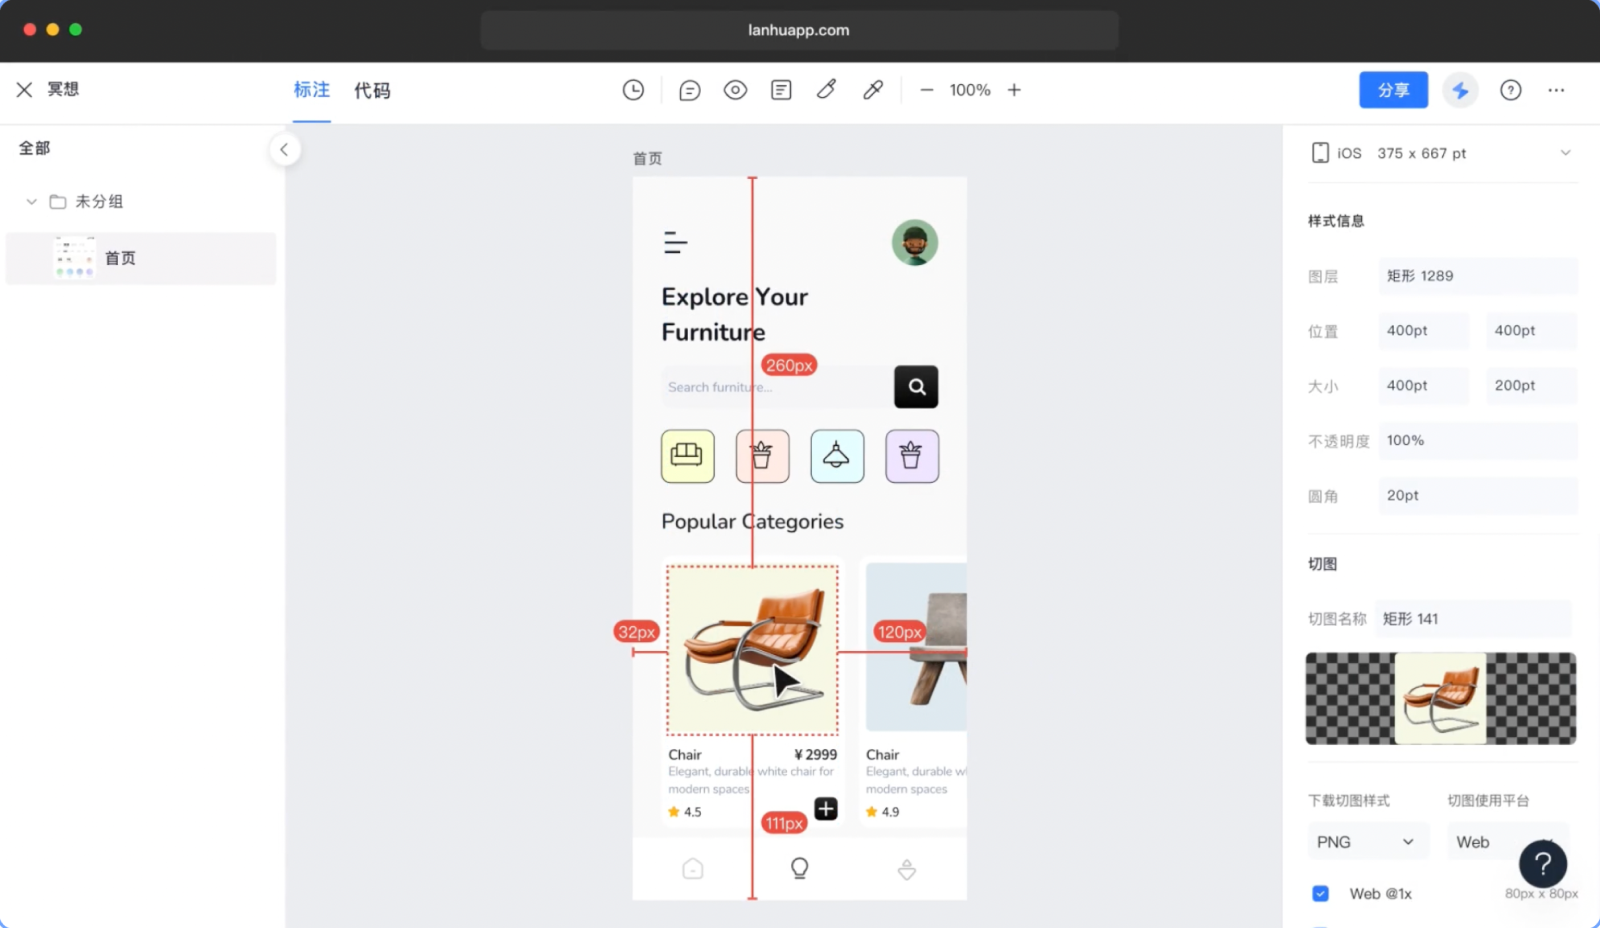 lanhuapp.com
冥想
标注 代码
100%
分享
全部
未分组
首页
首页
Explore Your
Furniture
260px
Search furniture...
Popular Categories
32px
120px
Chair ¥2999
Elegant, durable white chair for
modern spaces
4.5
111px
Chair
Elegant, durable wh
modern spaces
4.9
iOS 375 x 667 pt
样式信息
图层 矩形 1289
位置 400pt 400pt
大小 400pt 200pt
不透明度 100%
圆角 20pt
切图
切图名称 矩形 141
下载切图样式 切图使用平台
PNG Web
Web @1x 80px x 80px